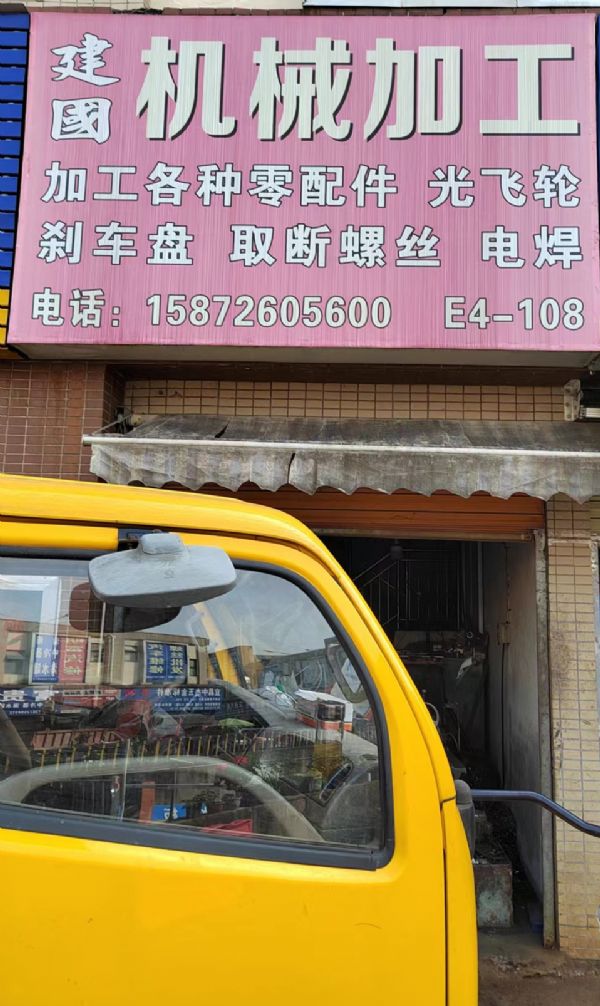 建國
机械加工
加工各种零配件 光飞轮
刹车盘 取断螺丝 电焊
电话：15872605600 E4-108